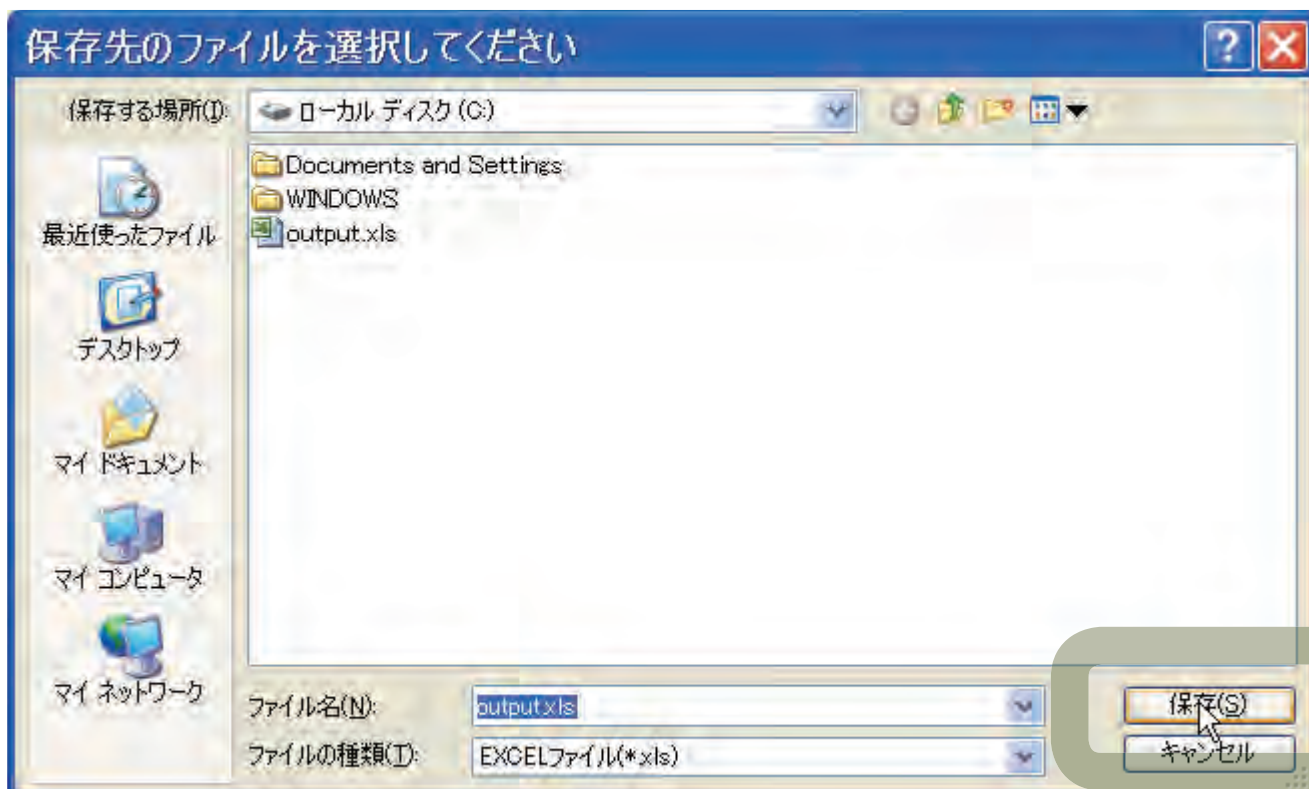 保存先のファイルを選択してください
保存する場所(I):
ローカル ディスク (C:)
Documents and Settings
WINDOWS
output.xls
最近使ったファイル
デスクトップ
マイ ドキュメント
マイ コンピュータ
マイ ネットワーク
ファイル名(N):
output.xls
保存(S)
ファイルの種類(T):
EXCELファイル(*.xls)
キャンセル